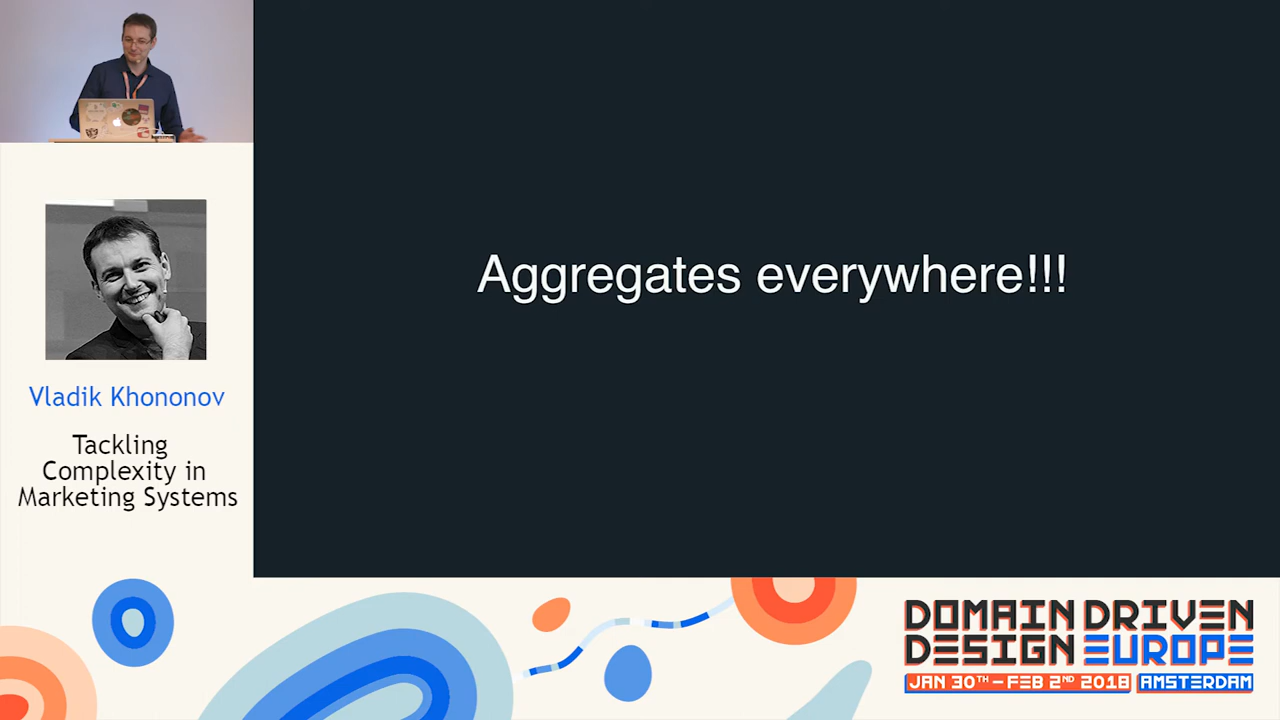 Aggregates everywhere!!!
Vladik Khononov
Tackling
Complexity in
Marketing Systems
DOMAIN DRIVEN
DESIGN EUROPE
JAN 30TH - FEB 2ND 2018 AMSTERDAM